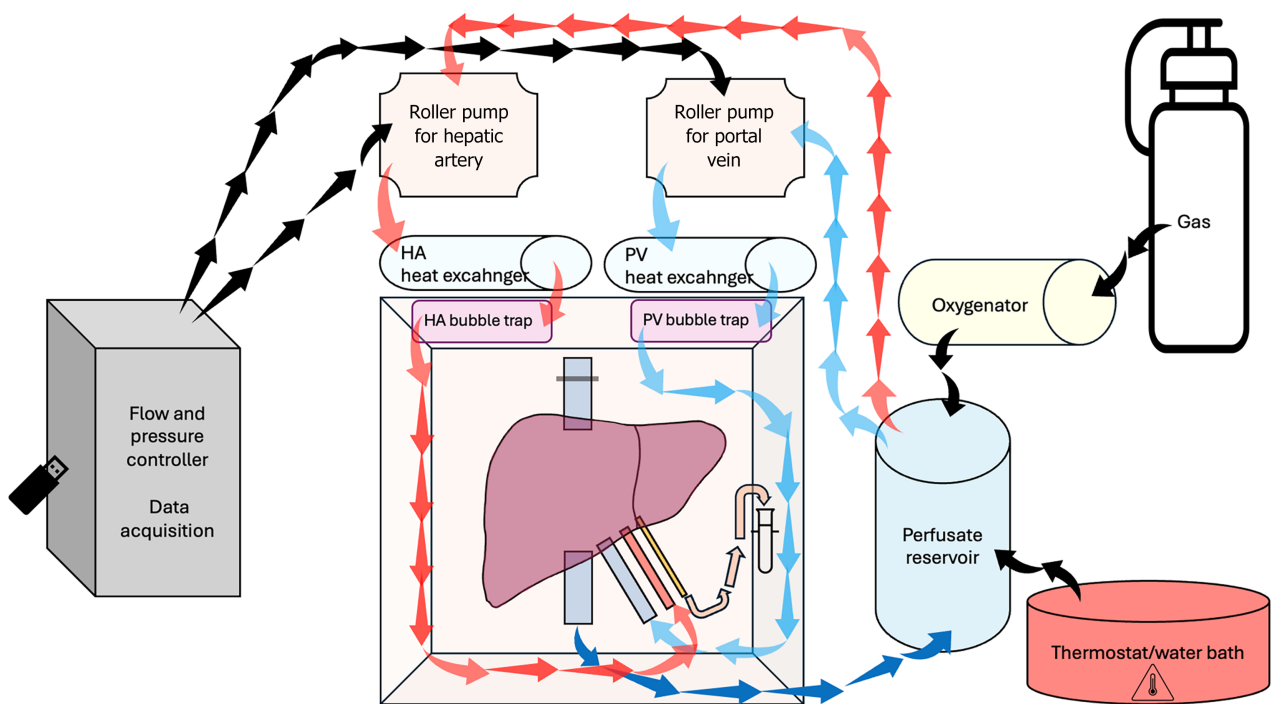 Roller pump
for hepatic
artery
Roller pump
for portal
vein
Gas
HA
heat excahnger
PV
heat excahnger
Oxygenator
HA bubble trap
PV bubble trap
Flow and
pressure
controller
Data
acquisition
Perfusate
reservoir
Thermostat/water bath